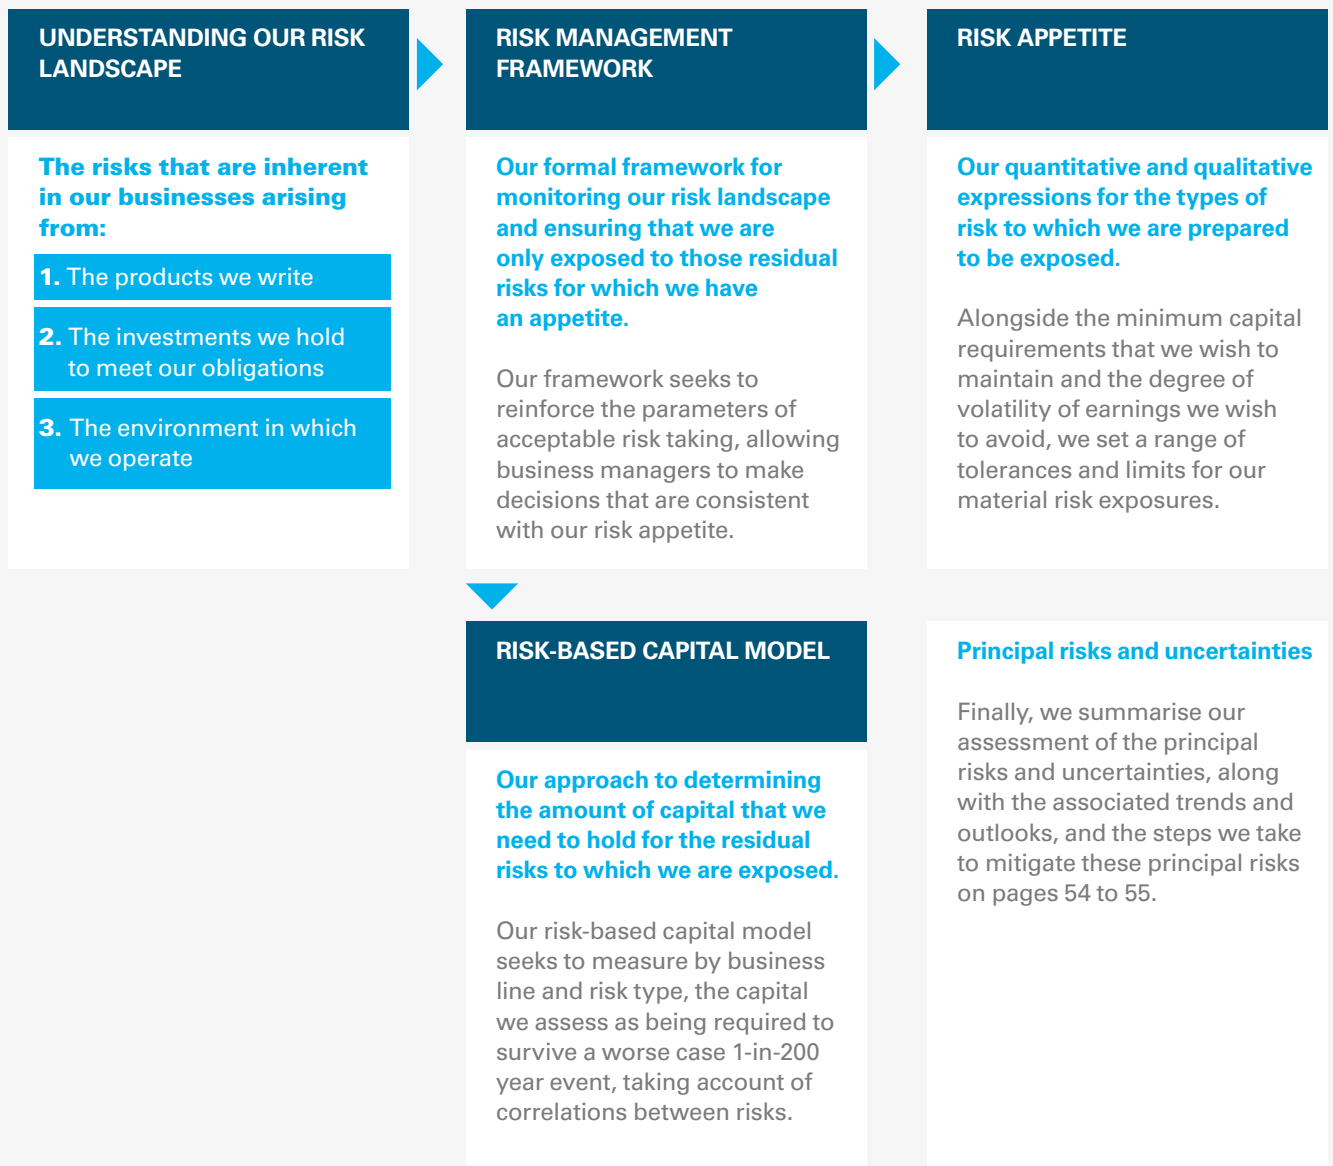 UNDERSTANDING OUR RISK
LANDSCAPE
The risks that are inherent
in our businesses arising
from:
1. The products we write
2. The investments we hold
to meet our obligations
3. The environment in which
we operate
RISK MANAGEMENT
FRAMEWORK
Our formal framework for
monitoring our risk landscape
and ensuring that we are
only exposed to those residual
risks for which we have
an appetite.
Our framework seeks to
reinforce the parameters of
acceptable risk taking, allowing
business managers to make
decisions that are consistent
with our risk appetite.
RISK APPETITE
Our quantitative and qualitative
expressions for the types of
risk to which we are prepared
to be exposed.
Alongside the minimum capital
requirements that we wish to
maintain and the degree of
volatility of earnings we wish
to avoid, we set a range of
tolerances and limits for our
material risk exposures.
RISK-BASED CAPITAL MODEL
Our approach to determining
the amount of capital that we
need to hold for the residual
risks to which we are exposed.
Our risk-based capital model
seeks to measure by business
line and risk type, the capital
we assess as being required to
survive a worse case 1-in-200
year event, taking account of
correlations between risks.
Principal risks and uncertainties
Finally, we summarise our
assessment of the principal
risks and uncertainties, along
with the associated trends and
outlooks, and the steps we take
to mitigate these principal risks
on pages 54 to 55.